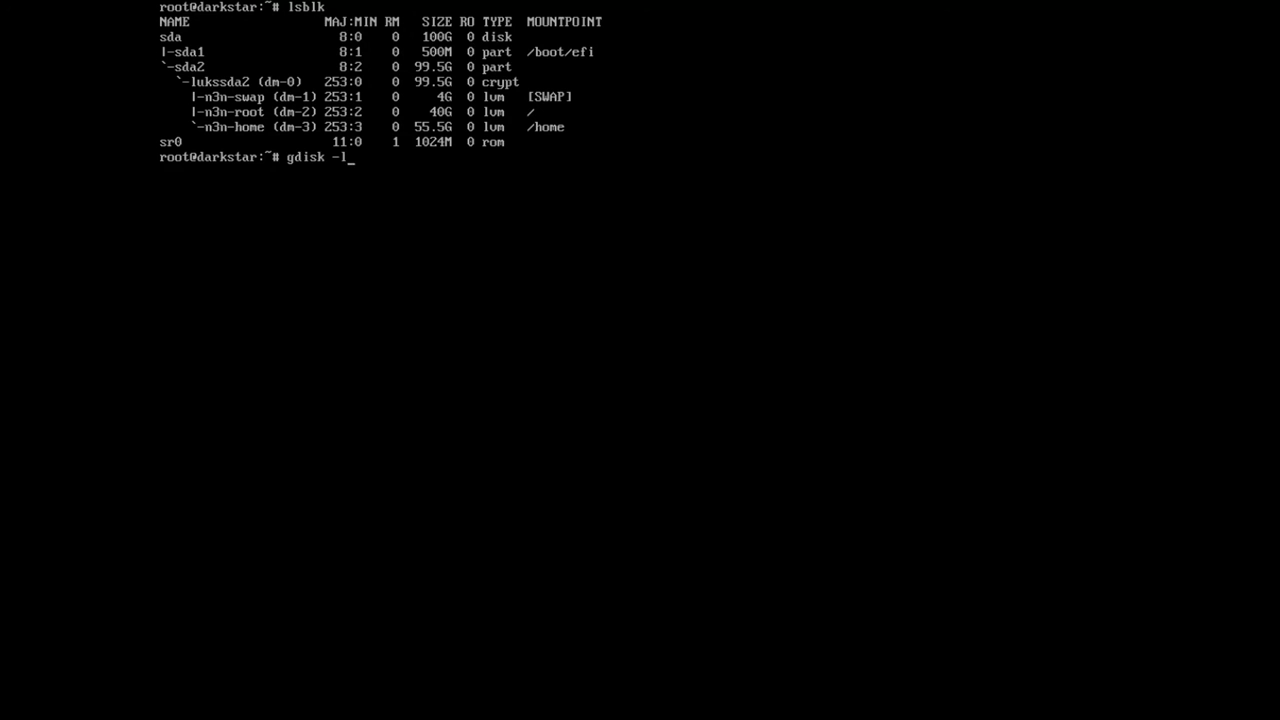 root@darkstar:~# lsblk
NAME                  MAJ:MIN RM   SIZE RO TYPE  MOUNTPOINT
sda                     8:0    0   100G  0 disk
|-sda1                  8:1    0   500M  0 part  /boot/efi
`-sda2                  8:2    0  99.5G  0 part
  `-lukssda2 (dm-0)   253:0    0  99.5G  0 crypt
    |-n3n-swap (dm-1) 253:1    0     4G  0 lvm   [SWAP]
    |-n3n-root (dm-2) 253:2    0    40G  0 lvm   /
    `-n3n-home (dm-3) 253:3    0  55.5G  0 lvm   /home
sr0                    11:0    1  1024M  0 rom
root@darkstar:~# gdisk -l_